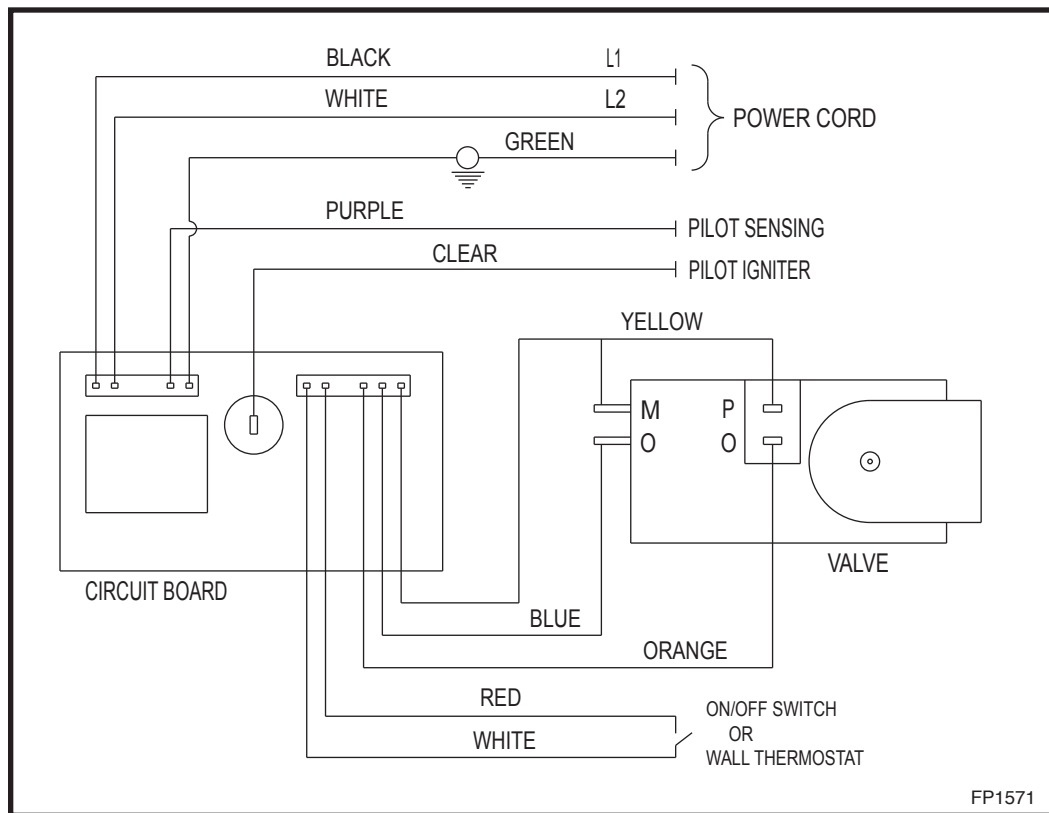 BLACK
L1
WHITE
L2
GREEN
POWER CORD
PURPLE
PILOT SENSING
CLEAR
PILOT IGNITER
YELLOW
M
P
O
O
VALVE
CIRCUIT BOARD
BLUE
ORANGE
RED
WHITE
ON/OFF SWITCH
OR
WALL THERMOSTAT
FP1571